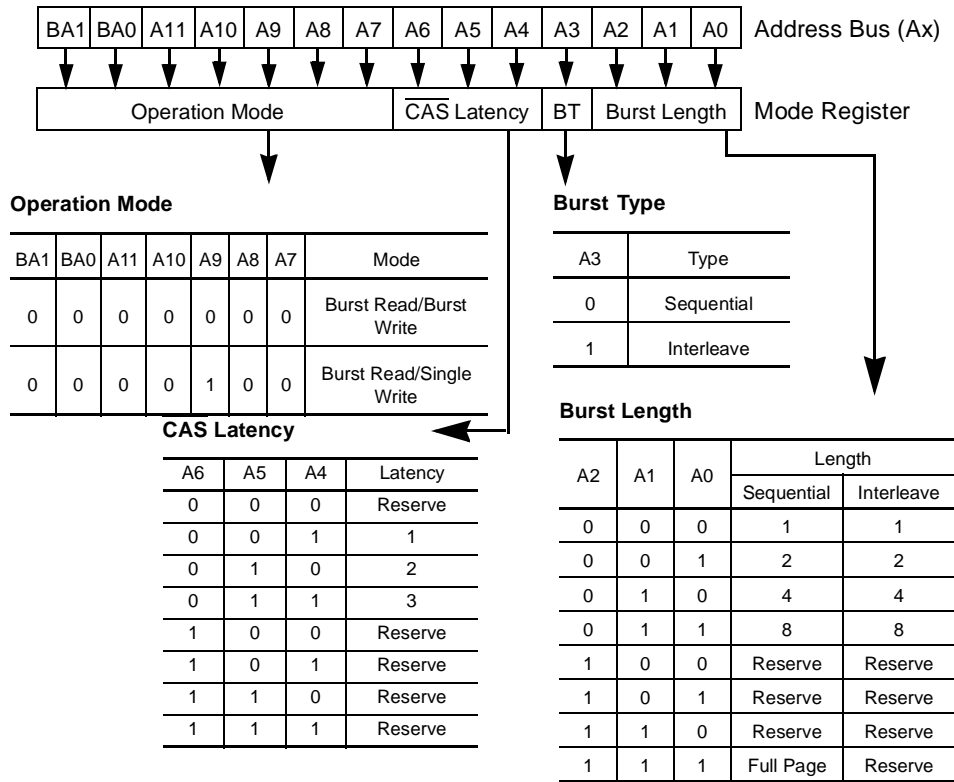 BA1 BA0 A11 A10 A9 A8 A7 A6 A5 A4 A3 A2 A1 A0 Address Bus (Ax)
Operation Mode CAS Latency BT Burst Length Mode Register
Operation Mode
BA1 BA0 A11 A10 A9 A8 A7 Mode
0 0 0 0 0 0 0 Burst Read/Burst
Write
0 0 0 0 1 0 0 Burst Read/Single
Write
Burst Type
A3 Type
0 Sequential
1 Interleave
CAS Latency
A6 A5 A4 Latency
0 0 0 Reserve
0 0 1 1
0 1 0 2
0 1 1 3
1 0 0 Reserve
1 0 1 Reserve
1 1 0 Reserve
1 1 1 Reserve
Burst Length
A2 A1 A0 Length
Sequential Interleave
0 0 0 1 1
0 0 1 2 2
0 1 0 4 4
0 1 1 8 8
1 0 0 Reserve Reserve
1 0 1 Reserve Reserve
1 1 0 Reserve Reserve
1 1 1 Full Page Reserve